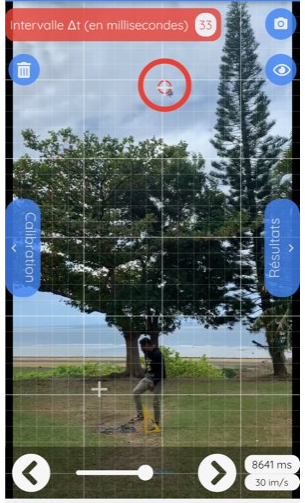 Intervalle Δt (en millisecondes) 33
Calibration
Résultats
8641 ms
30 im/s